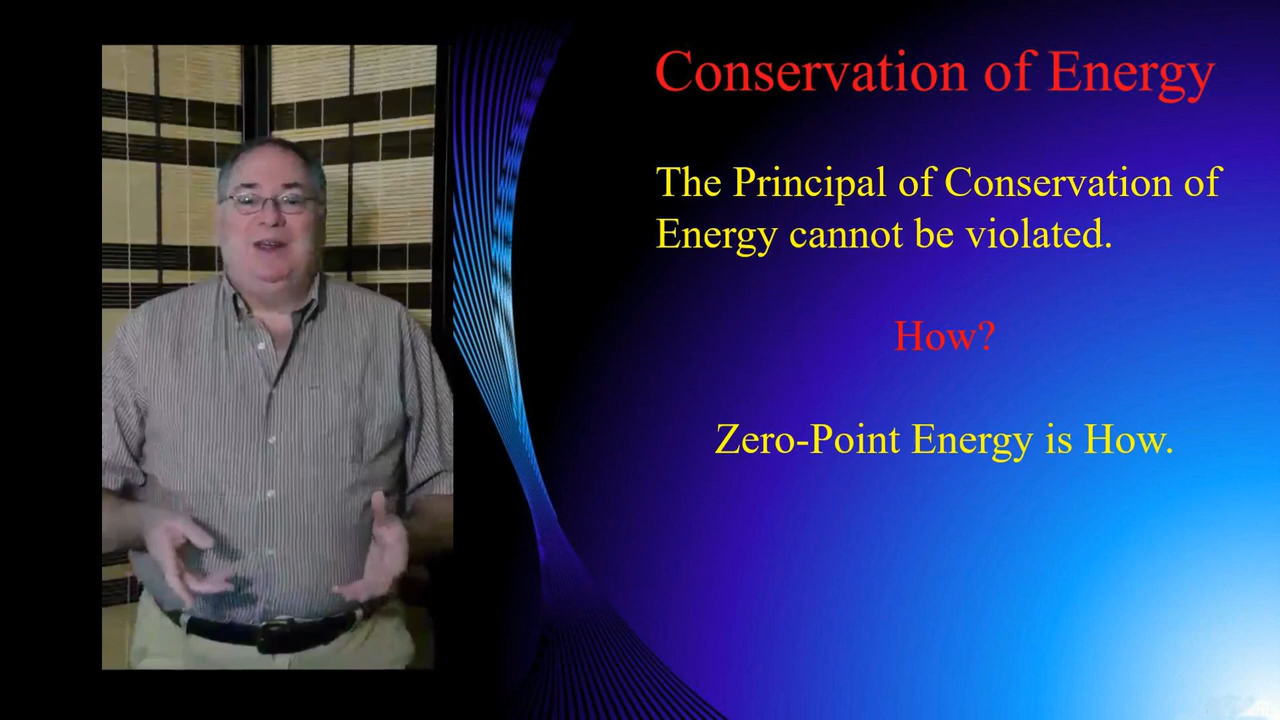 Conservation of Energy
The Principal of Conservation of
Energy cannot be violated.
How?
Zero-Point Energy is How.